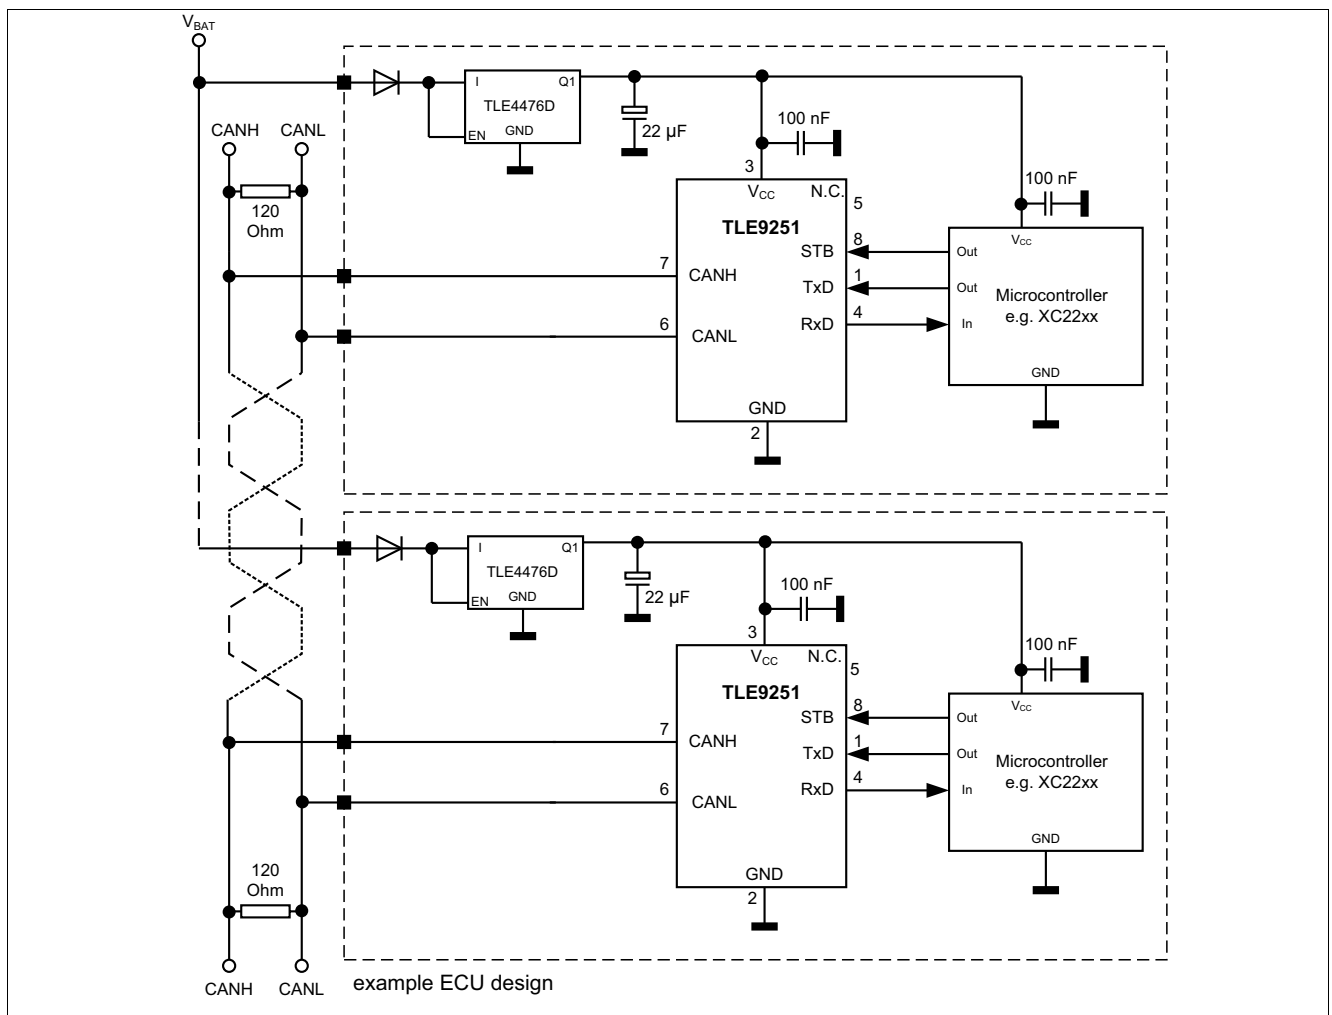 VBAT
I
Q1
TLE4476D
EN
GND
22 µF
100 nF
CANH
CANL
120
Ohm
3
VCC
N.C.
5
TLE9251
STB
8
TxD
1
RxD
4
7
CANH
6
CANL
GND
2
100 nF
VCC
Out
Out
In
Microcontroller
e.g. XC22xx
GND
I
Q1
TLE4476D
EN
GND
22 µF
100 nF
3
VCC
N.C.
5
TLE9251
STB
8
TxD
1
RxD
4
7
CANH
6
CANL
GND
2
100 nF
VCC
Out
Out
In
Microcontroller
e.g. XC22xx
GND
120
Ohm
CANH
CANL
example ECU design